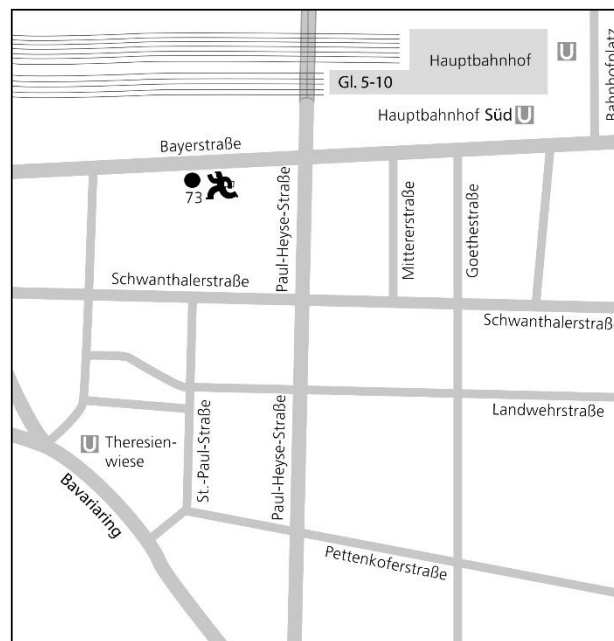 Hauptbahnhof
U
Gl. 5-10
Bahnhofplatz
Hauptbahnhof Süd U
Bayerstraße
73
Paul-Heyse-Straße
Mittererstraße
Goethestraße
Schwanthalerstraße
Schwanthalerstraße
Landwehrstraße
U Theresien-
wiese
St.-Paul-Straße
Paul-Heyse-Straße
Bavariaring
Pettenkoferstraße